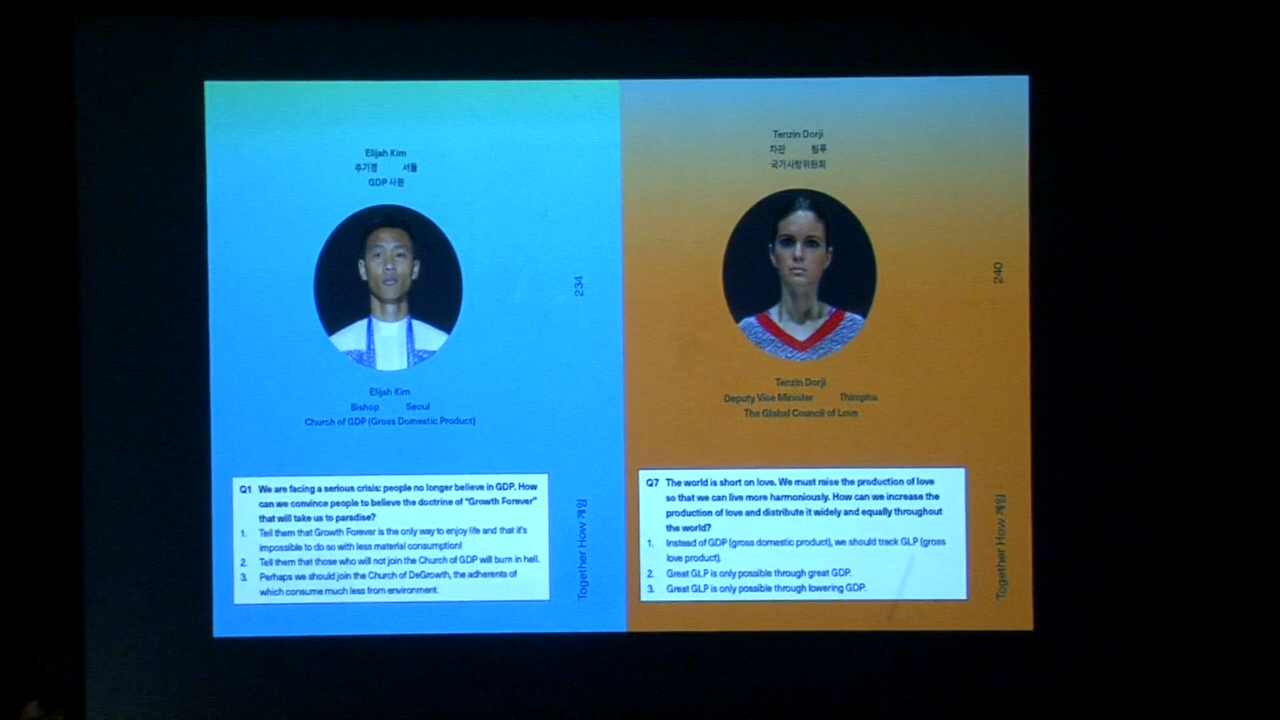 Elijah Kim
추기경 서울
GDP 사원
234
Elijah Kim
Bishop Seoul
Church of GDP (Gross Domestic Product)
Q1 We are facing a serious crisis: people no longer believe in GDP. How
can we convince people to believe the doctrine of "Growth Forever"
that will take us to paradise?
1. Tell them that Growth Forever is the only way to enjoy life and that it's
impossible to do so with less material consumption!
2. Tell them that those who will not join the Church of GDP will burn in hell.
3. Perhaps we should join the Church of DeGrowth, the adherents of
which consume much less from environment.
Together How 게임
Tenzin Dorji
차관 팀푸
국가사랑위원회
240
Tenzin Dorji
Deputy Vice Minister Thimphu
The Global Council of Love
Q7 The world is short on love. We must raise the production of love
so that we can live more harmoniously. How can we increase the
production of love and distribute it widely and equally throughout
the world?
1. Instead of GDP (gross domestic product), we should track GLP (gross
love product).
2. Great GLP is only possible through great GDP.
3. Great GLP is only possible through lowering GDP.
Together How 게임